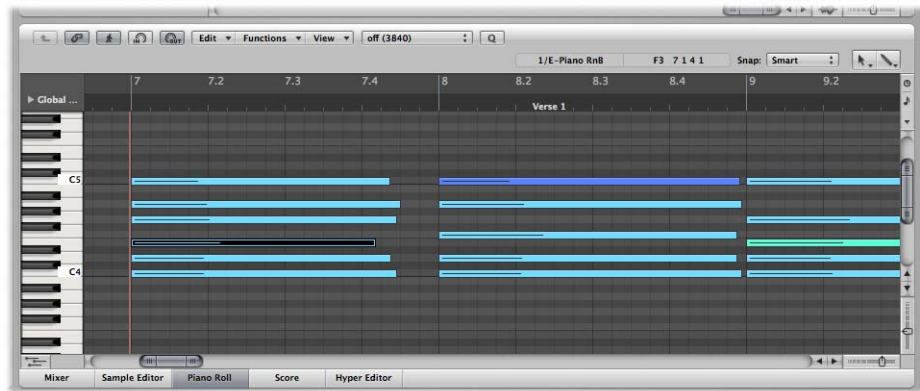 IN OUT Edit Functions View off (3840) Q
1/E-Piano RnB F3 7 1 4 1 Snap: Smart
7 7.2 7.3 7.4 8 8.2 8.3 8.4 9 9.2
Global ... Verse 1
C5
C4
Mixer Sample Editor Piano Roll Score Hyper Editor